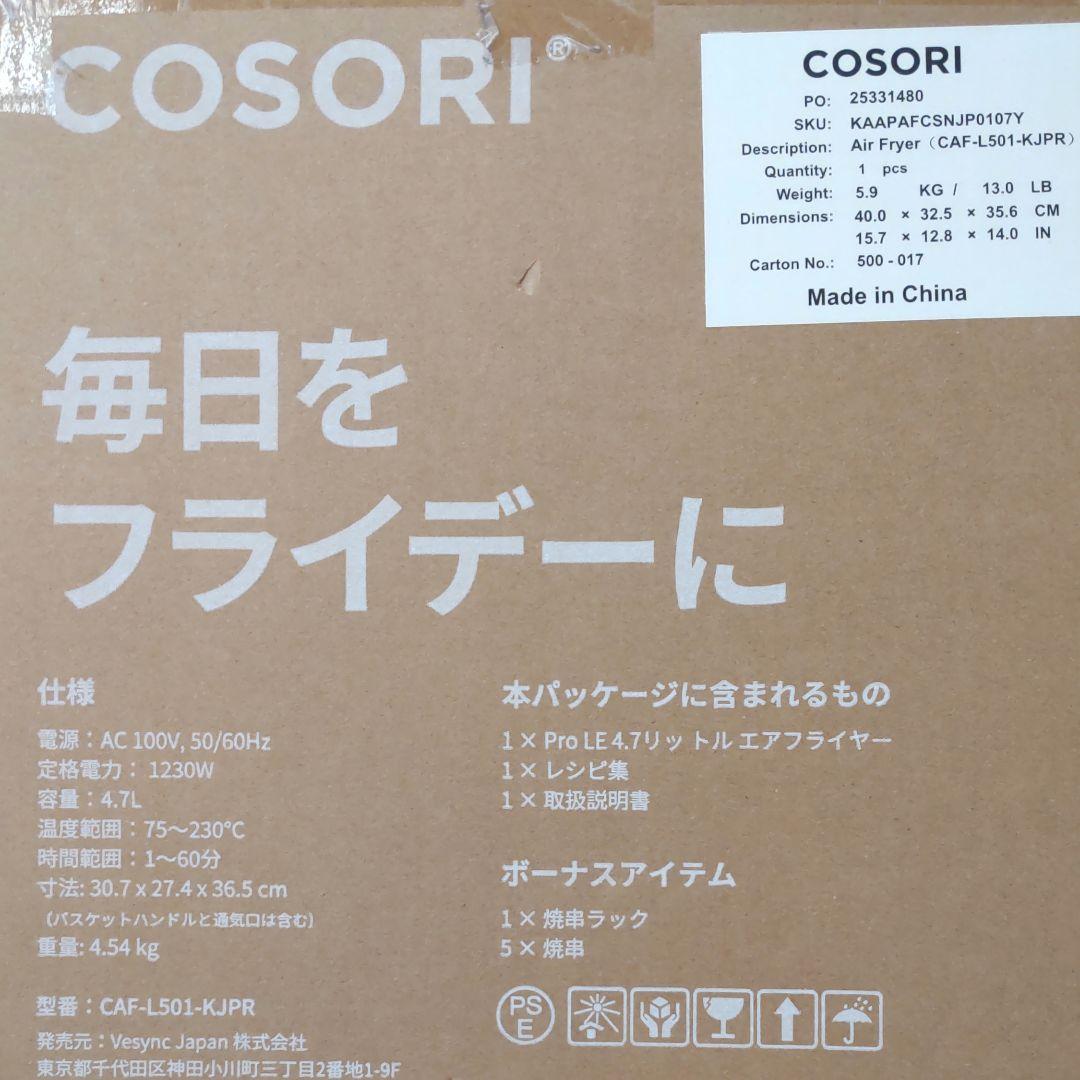 COSORI®
COSORI
PO: 25331480
SKU: KAAPAFCSNJP0107Y
Description: Air Fryer（CAF-L501-KJPR）
Quantity: 1 pcs
Weight: 5.9 KG / 13.0 LB
Dimensions: 40.0 × 32.5 × 35.6 CM
15.7 × 12.8 × 14.0 IN
Carton No.: 500 - 017
Made in China
毎日を
フライデーに
仕様
電源：AC 100V, 50/60Hz
定格電力： 1230W
容量：4.7L
温度範囲：75～230℃
時間範囲：1～60分
寸法: 30.7 x 27.4 x 36.5 cm
（バスケットハンドルと通気口は含む）
重量: 4.54 kg
型番：CAF-L501-KJPR
発売元：Vesync Japan 株式会社
東京都千代田区神田小川町三丁目2番地1-9F
本パッケージに含まれるもの
1 × Pro LE 4.7リットル エアフライヤー
1 × レシピ集
1 × 取扱説明書
ボーナスアイテム
1 × 焼串ラック
5 × 焼串
PS
E